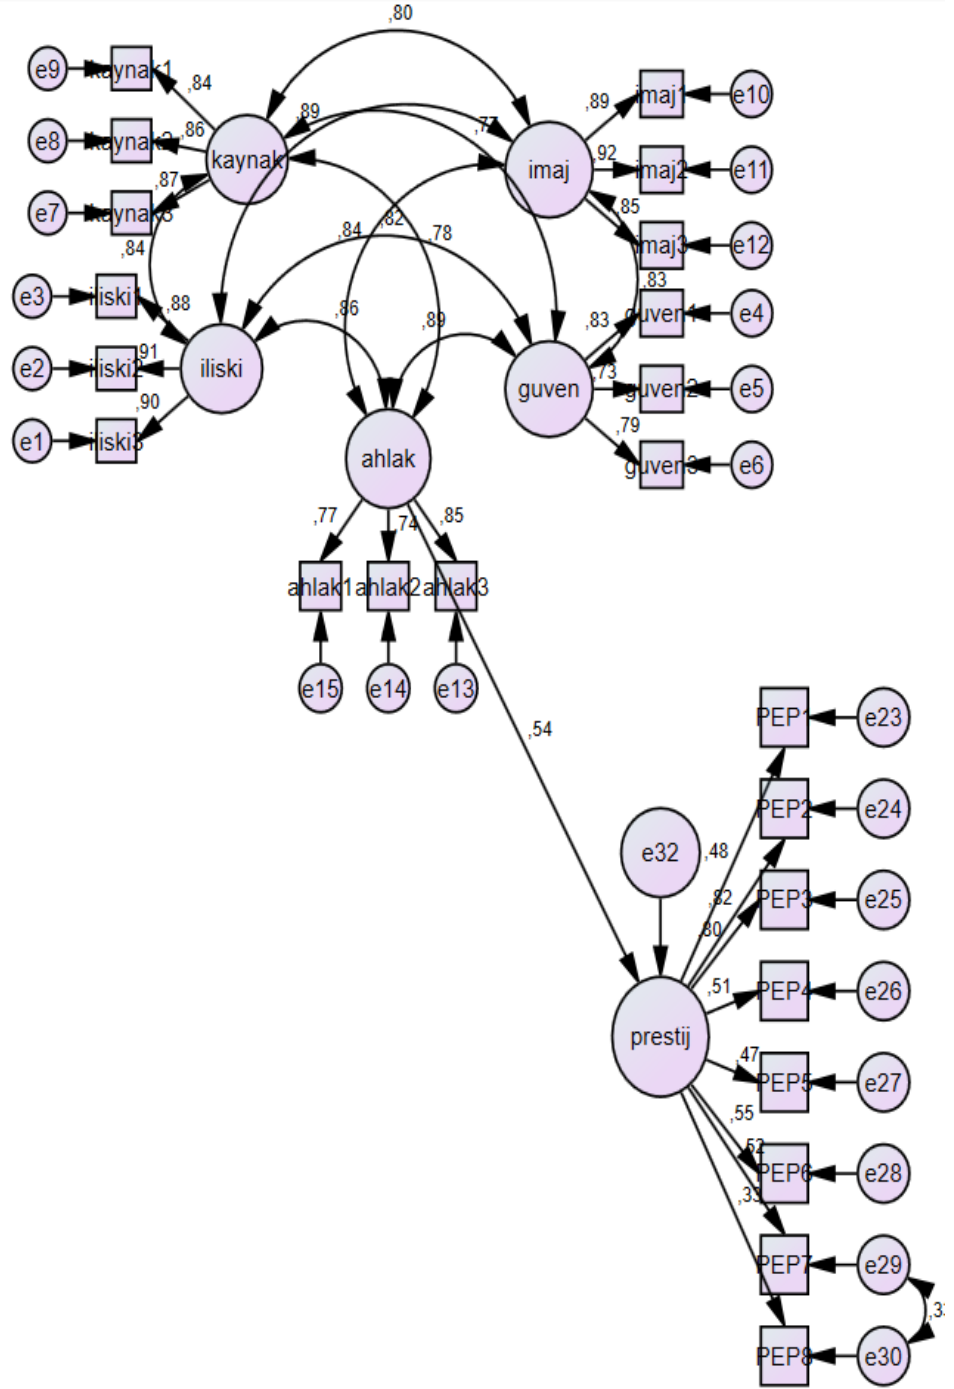 ,80
e9
kaynak1
,84
,89
imaj1
e10
,89
,77
e8
kaynak2
,86
kaynak
imaj
,92
imaj2
e11
,87
e7
kaynak3
,85
,84
,82
,84
,78
imaj3
e12
e3
iliski1
,88
,86
,83
,89
,83
guven1
e4
e2
iliski2
,91
iliski
guven
,73
guven2
e5
,90
e1
iliski3
ahlak
,79
guven3
e6
,77
,74
,85
ahlak1
ahlak2
ahlak3
e15
e14
e13
,54
PEP1
e23
PEP2
e24
e32
,48
,82
PEP3
e25
,80
,51
PEP4
e26
prestij
,47
PEP5
e27
,55
,52
PEP6
e28
,33
PEP7
e29
PEP8
e30